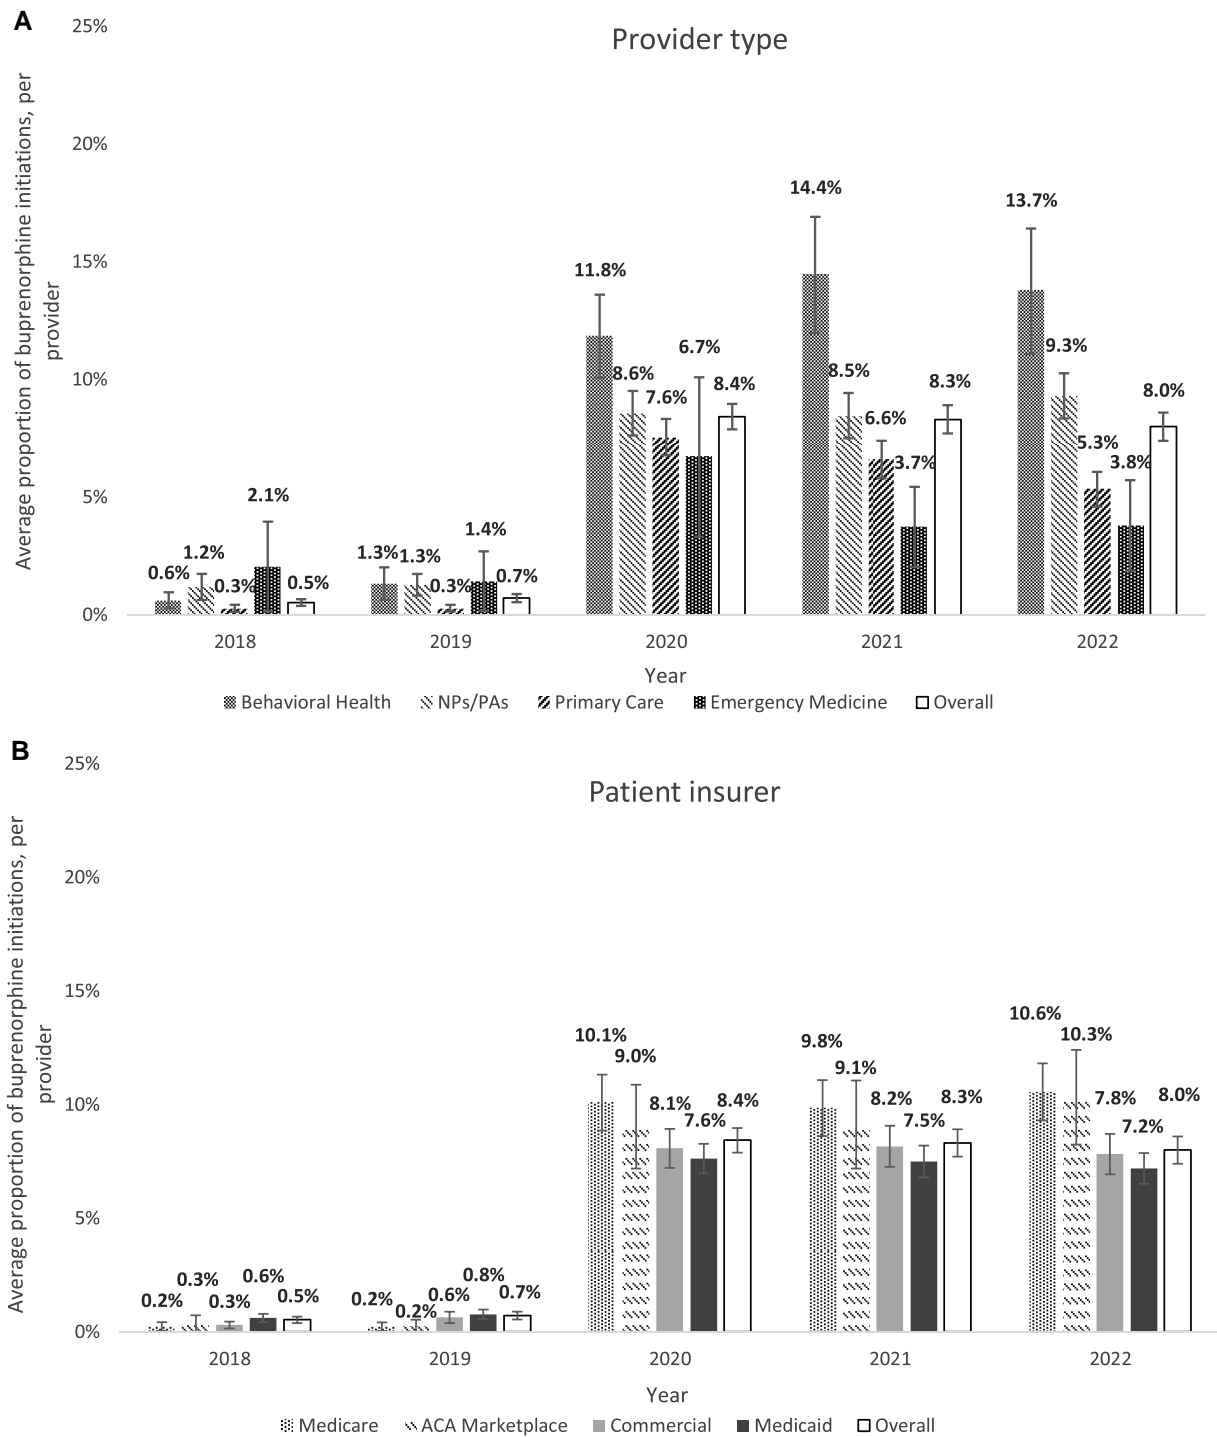 A
Provider type
Average proportion of buprenorphine initiations, per
provider
25%
20%
15%
10%
5%
0%
0.6% 1.2% 0.3% 2.1% 0.5%
1.3% 1.3% 0.3% 1.4% 0.7%
11.8% 8.6% 7.6% 6.7% 8.4%
14.4% 8.5% 6.6% 3.7% 8.3%
13.7% 9.3% 5.3% 3.8% 8.0%
2018 2019 2020 2021 2022
Year
Behavioral Health NPs/PAs Primary Care Emergency Medicine Overall
B
Patient insurer
Average proportion of buprenorphine initiations, per
provider
25%
20%
15%
10%
5%
0%
0.2% 0.3% 0.3% 0.6% 0.5%
0.2% 0.2% 0.6% 0.8% 0.7%
10.1% 9.0% 8.1% 7.6% 8.4%
9.8% 9.1% 8.2% 7.5% 8.3%
10.6% 10.3% 7.8% 7.2% 8.0%
2018 2019 2020 2021 2022
Year
Medicare ACA Marketplace Commercial Medicaid Overall